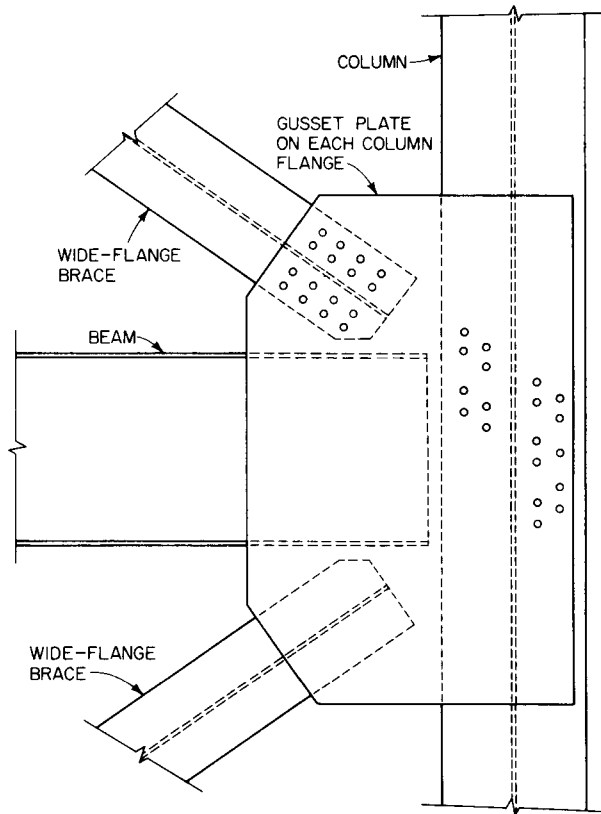 COLUMN
GUSSET PLATE
ON EACH COLUMN
FLANGE
WIDE-FLANGE
BRACE
BEAM
WIDE-FLANGE
BRACE